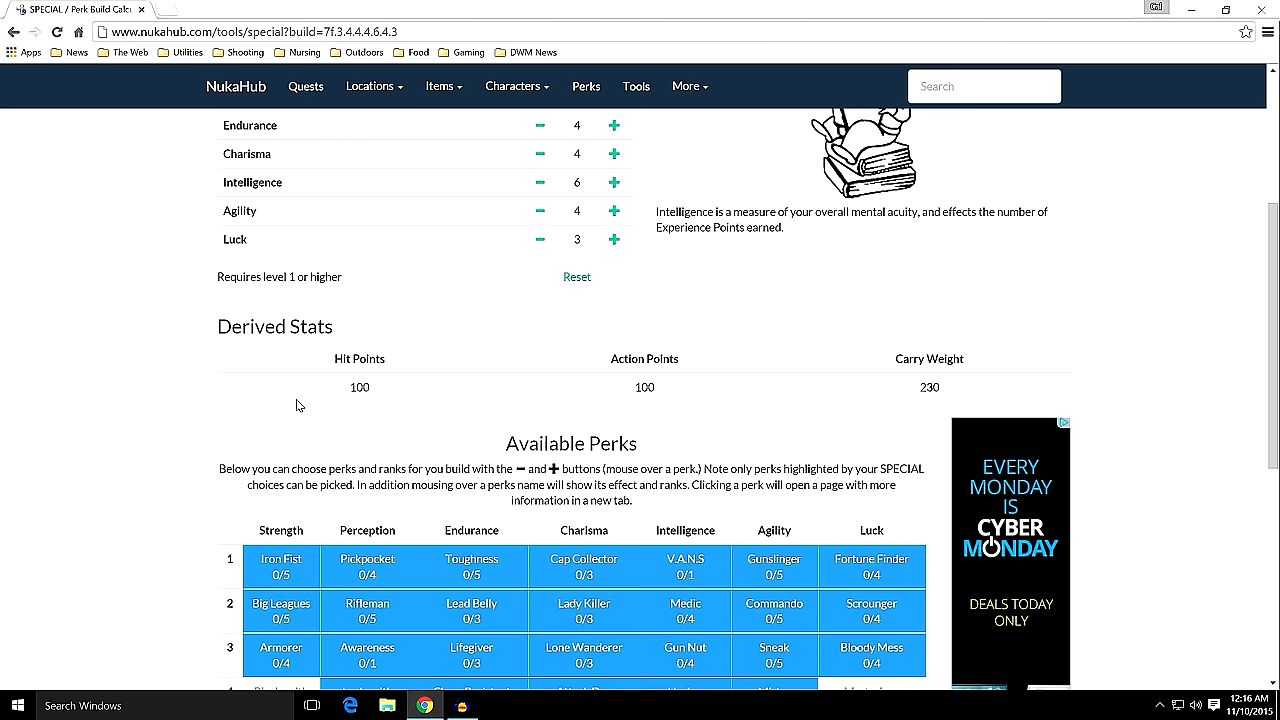 SPECIAL / Perk Build Calcu
www.nukahub.com/tools/special?build=7f.3.4.4.4.6.4.3
Apps News The Web Utilities Shooting Nursing Outdoors Food Gaming DWM News
NukaHub Quests Locations Items Characters Perks Tools More Search
Endurance 4
Charisma 4
Intelligence 6
Agility 4
Luck 3
Intelligence is a measure of your overall mental acuity, and effects the number of
Experience Points earned.
Requires level 1 or higher Reset
Derived Stats
Hit Points Action Points Carry Weight
100 100 230
Available Perks
Below you can choose perks and ranks for you build with the − and + buttons (mouse over a perk.) Note only perks highlighted by your SPECIAL
choices can be picked. In addition mousing over a perks name will show its effect and ranks. Clicking a perk will open a page with more
information in a new tab.
Strength Perception Endurance Charisma Intelligence Agility Luck
1 Iron Fist Pickpocket Toughness Cap Collector V.A.N.S Gunslinger Fortune Finder
0/5 0/4 0/5 0/3 0/1 0/5 0/4
2 Big Leagues Rifleman Lead Belly Lady Killer Medic Commando Scrounger
0/5 0/5 0/3 0/3 0/4 0/5 0/4
3 Armorer Awareness Lifegiver Lone Wanderer Gun Nut Sneak Bloody Mess
0/4 0/1 0/3 0/3 0/4 0/5 0/4
EVERY
MONDAY
IS
CYBER
MONDAY
DEALS TODAY
ONLY
Search Windows
12:16 AM
11/10/2015